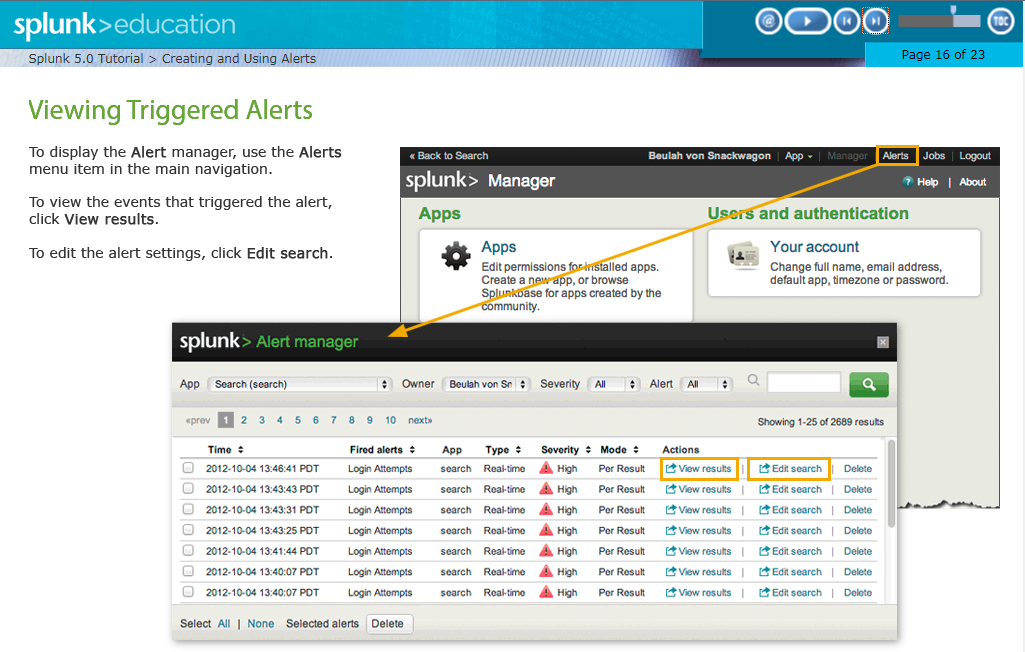 splunk>education
TOC
Splunk 5.0 Tutorial > Creating and Using Alerts
Page 16 of 23
Viewing Triggered Alerts
To display the Alert manager, use the Alerts
menu item in the main navigation.
To view the events that triggered the alert,
click View results.
To edit the alert settings, click Edit search.
« Back to Search
Beulah von Snackwagon | App | Manager | Alerts Jobs | Logout
splunk> Manager
? Help | About
Apps
Apps
Edit permissions for installed apps.
Create a new app, or browse
Splunkbase for apps created by the
community.
Users and authentication
Your account
Change full name, email address,
default app, timezone or password.
splunk> Alert manager
App Search (search) Owner Beulah von Sn Severity All Alert All
«prev 1 2 3 4 5 6 7 8 9 10 next»
Showing 1-25 of 2689 results
Time Fired alerts App Type Severity Mode Actions
2012-10-04 13:46:41 PDT Login Attempts search Real-time High Per Result View results | Edit search | Delete
2012-10-04 13:43:43 PDT Login Attempts search Real-time High Per Result View results | Edit search | Delete
2012-10-04 13:43:31 PDT Login Attempts search Real-time High Per Result View results | Edit search | Delete
2012-10-04 13:43:25 PDT Login Attempts search Real-time High Per Result View results | Edit search | Delete
2012-10-04 13:41:44 PDT Login Attempts search Real-time High Per Result View results | Edit search | Delete
2012-10-04 13:40:07 PDT Login Attempts search Real-time High Per Result View results | Edit search | Delete
2012-10-04 13:40:07 PDT Login Attempts search Real-time High Per Result View results | Edit search | Delete
Select All | None Selected alerts Delete